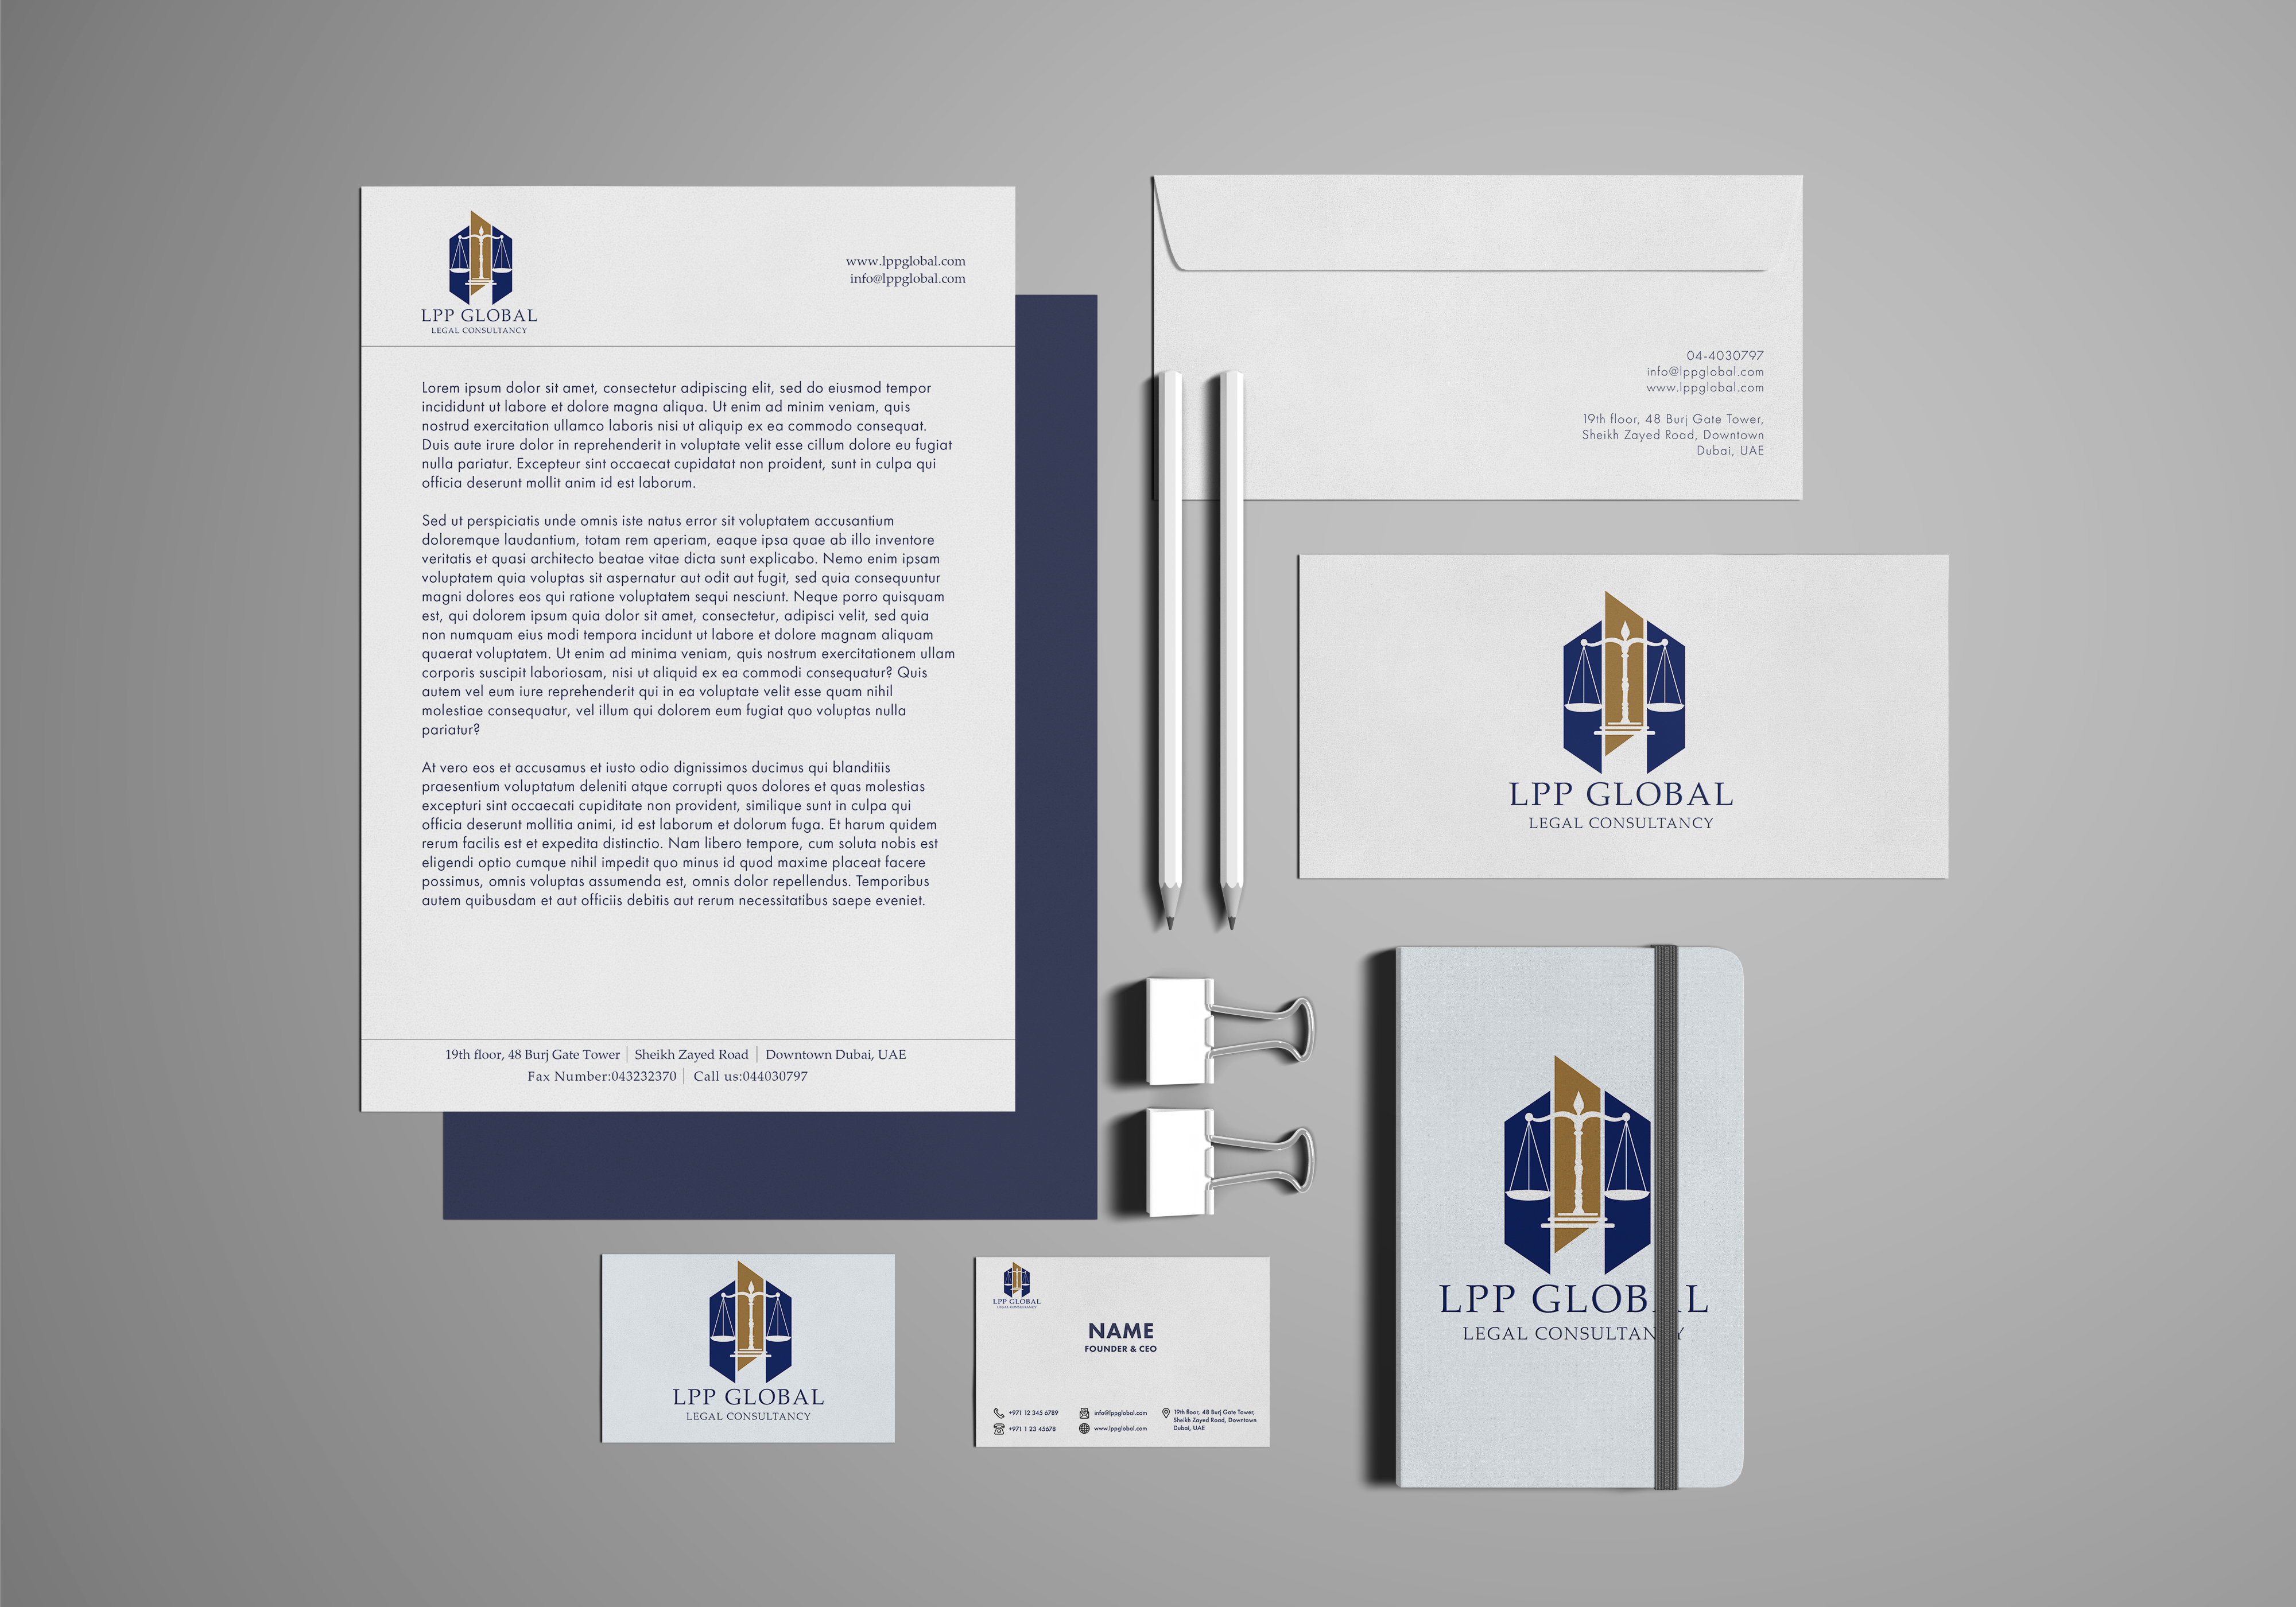 LPP GLOBAL
LEGAL CONSULTANCY
www.lppglobal.com
info@lppglobal.com
Lorem ipsum dolor sit amet, consectetur adipiscing elit, sed do eiusmod tempor
incididunt ut labore et dolore magna aliqua. Ut enim ad minim veniam, quis
nostrud exercitation ullamco laboris nisi ut aliquip ex ea commodo consequat.
Duis aute irure dolor in reprehenderit in voluptate velit esse cillum dolore eu fugiat
nulla pariatur. Excepteur sint occaecat cupidatat non proident, sunt in culpa qui
officia deserunt mollit anim id est laborum.
Sed ut perspiciatis unde omnis iste natus error sit voluptatem accusantium
doloremque laudantium, totam rem aperiam, eaque ipsa quae ab illo inventore
veritatis et quasi architecto beatae vitae dicta sunt explicabo. Nemo enim ipsam
voluptatem quia voluptas sit aspernatur aut odit aut fugit, sed quia consequuntur
magni dolores eos qui ratione voluptatem sequi nesciunt. Neque porro quisquam
est, qui dolorem ipsum quia dolor sit amet, consectetur, adipisci velit, sed quia
non numquam eius modi tempora incidunt ut labore et dolore magnam aliquam
quaerat voluptatem. Ut enim ad minima veniam, quis nostrum exercitationem ullam
corporis suscipit laboriosam, nisi ut aliquid ex ea commodi consequatur? Quis
autem vel eum iure reprehenderit qui in ea voluptate velit esse quam nihil
molestiae consequatur, vel illum qui dolorem eum fugiat quo voluptas nulla
pariatur?
At vero eos et accusamus et iusto odio dignissimos ducimus qui blanditiis
praesentium voluptatum deleniti atque corrupti quos dolores et quas molestias
excepturi sint occaecati cupiditate non provident, similique sunt in culpa qui
officia deserunt mollitia animi, id est laborum et dolorum fuga. Et harum quidem
rerum facilis est et expedita distinctio. Nam libero tempore, cum soluta nobis est
eligendi optio cumque nihil impedit quo minus id quod maxime placeat facere
possimus, omnis voluptas assumenda est, omnis dolor repellendus. Temporibus
autem quibusdam et aut officiis debitis aut rerum necessitatibus saepe eveniet.
19th floor, 48 Burj Gate Tower | Sheikh Zayed Road | Downtown Dubai, UAE
Fax Number:043232370 | Call us:044030797
04-4030797
info@lppglobal.com
www.lppglobal.com
19th floor, 48 Burj Gate Tower,
Sheikh Zayed Road, Downtown
Dubai, UAE
LPP GLOBAL
LEGAL CONSULTANCY
LPP GLOBAL
LEGAL CONSULTANCY
LPP GLOBAL
LEGAL CONSULTANCY
LPP GLOBAL
LEGAL CONSULTANCY
NAME
FOUNDER & CEO
+971 12 345 6789
+971 1 23 45678
info@lppglobal.com
www.lppglobal.com
19th floor, 48 Burj Gate Tower,
Sheikh Zayed Road, Downtown
Dubai, UAE